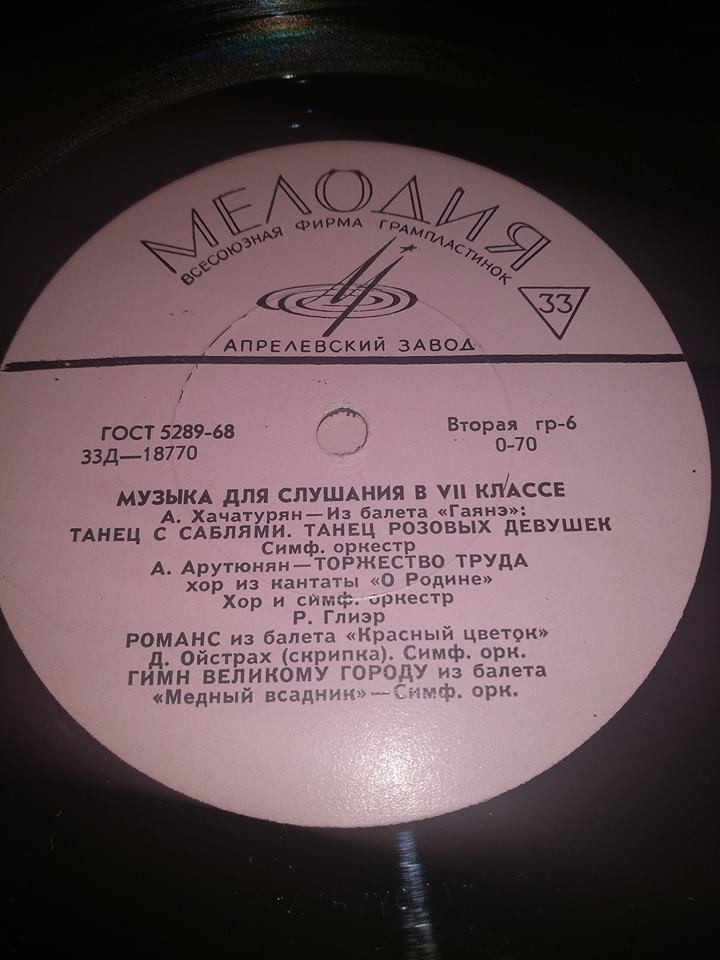 МЕЛОДИЯ
ВСЕСОЮЗНАЯ ФИРМА ГРАМПЛАСТИНОК
33
АПРЕЛЕВСКИЙ ЗАВОД
ГОСТ 5289-68
33Д—18770
Вторая гр-6
0-70
МУЗЫКА ДЛЯ СЛУШАНИЯ В VII КЛАССЕ
А. Хачатурян—Из балета «Гаянэ»:
ТАНЕЦ С САБЛЯМИ. ТАНЕЦ РОЗОВЫХ ДЕВУШЕК
Симф. оркестр
А. Арутюнян—ТОРЖЕСТВО ТРУДА
хор из кантаты «О Родине»
Хор и симф. оркестр
Р. Глиэр
РОМАНС из балета «Красный цветок»
Д. Ойстрах (скрипка). Симф. орк.
ГИМН ВЕЛИКОМУ ГОРОДУ из балета
«Медный всадник»—Симф. орк.